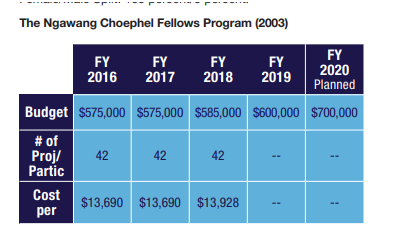 The Ngawang Choephel Fellows Program (2003)
FY 2016 FY 2017 FY 2018 FY 2019 FY 2020 Planned
Budget $575,000 $575,000 $585,000 $600,000 $700,000
# of Proj/ Partic 42 42 42 -- --
Cost per $13,690 $13,690 $13,928 -- --